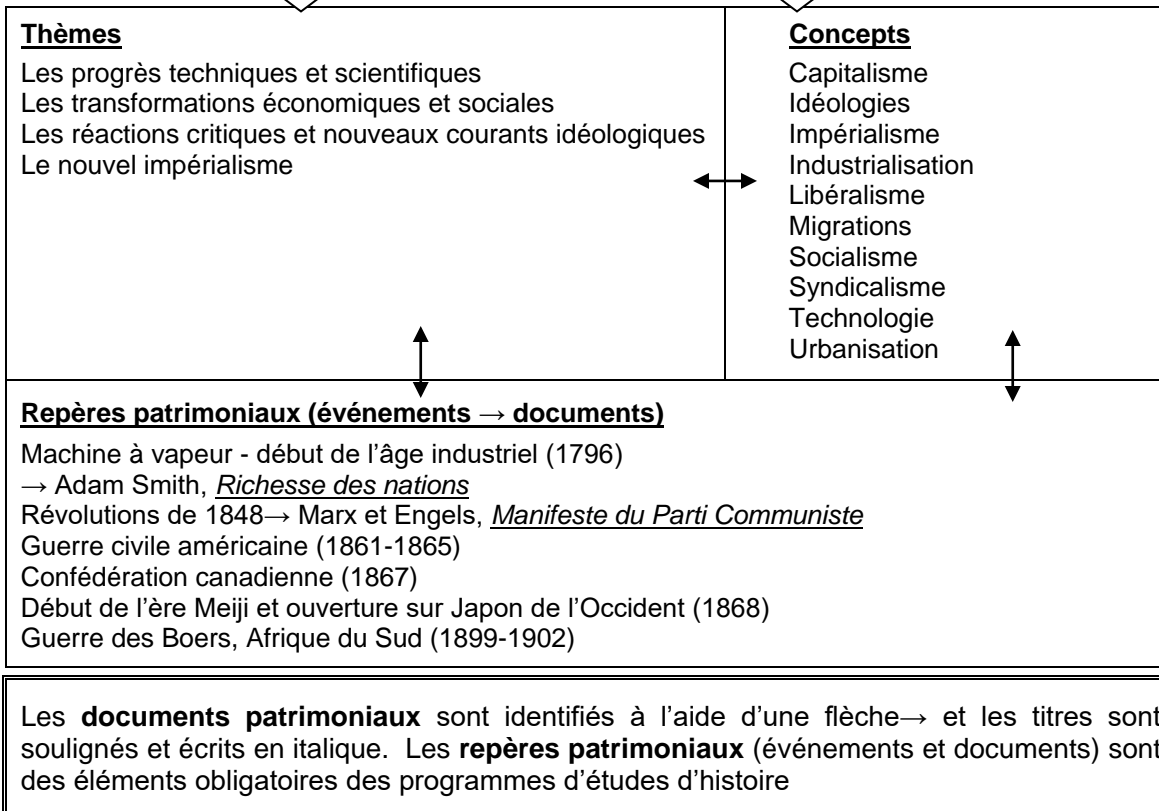 Thèmes
Les progrès techniques et scientifiques
Les transformations économiques et sociales
Les réactions critiques et nouveaux courants idéologiques
Le nouvel impérialisme
Concepts
Capitalisme
Idéologies
Impérialisme
Industrialisation
Libéralisme
Migrations
Socialisme
Syndicalisme
Technologie
Urbanisation
Repères patrimoniaux (événements → documents)
Machine à vapeur - début de l’âge industriel (1796)
→ Adam Smith, Richesse des nations
Révolutions de 1848→ Marx et Engels, Manifeste du Parti Communiste
Guerre civile américaine (1861-1865)
Confédération canadienne (1867)
Début de l’ère Meiji et ouverture sur Japon de l’Occident (1868)
Guerre des Boers, Afrique du Sud (1899-1902)
Les documents patrimoniaux sont identifiés à l’aide d’une flèche→ et les titres sont
soulignés et écrits en italique. Les repères patrimoniaux (événements et documents) sont
des éléments obligatoires des programmes d’études d’histoire